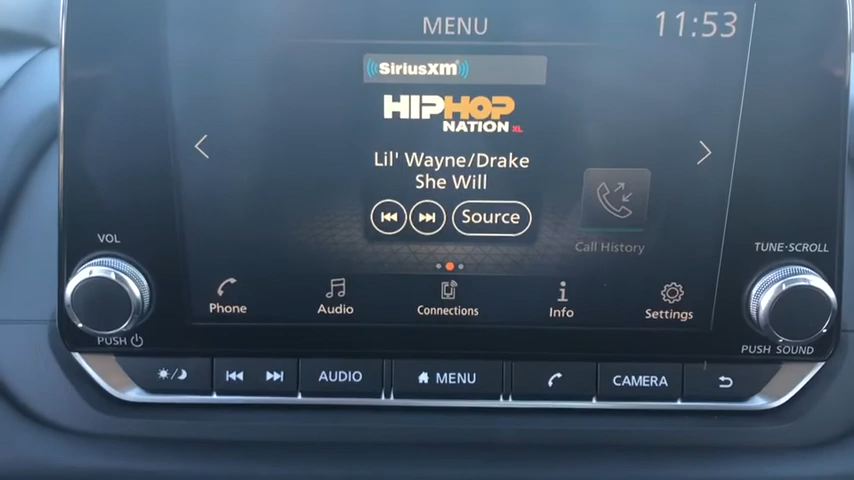 MENU
11:53
SiriusXm
HIPHOP
NATION XL
Lil' Wayne/Drake
She Will
Source
Call History
VOL
TUNE·SCROLL
Phone
Audio
Connections
Info
Settings
PUSH
PUSH SOUND
AUDIO
MENU
CAMERA